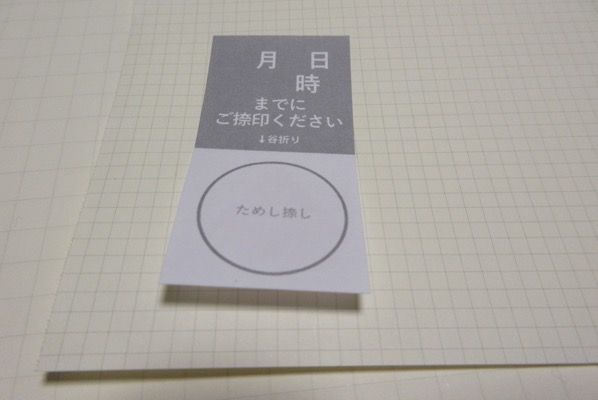 月 日
時
までに
ご捺印ください
↓谷折り
ためし捺し